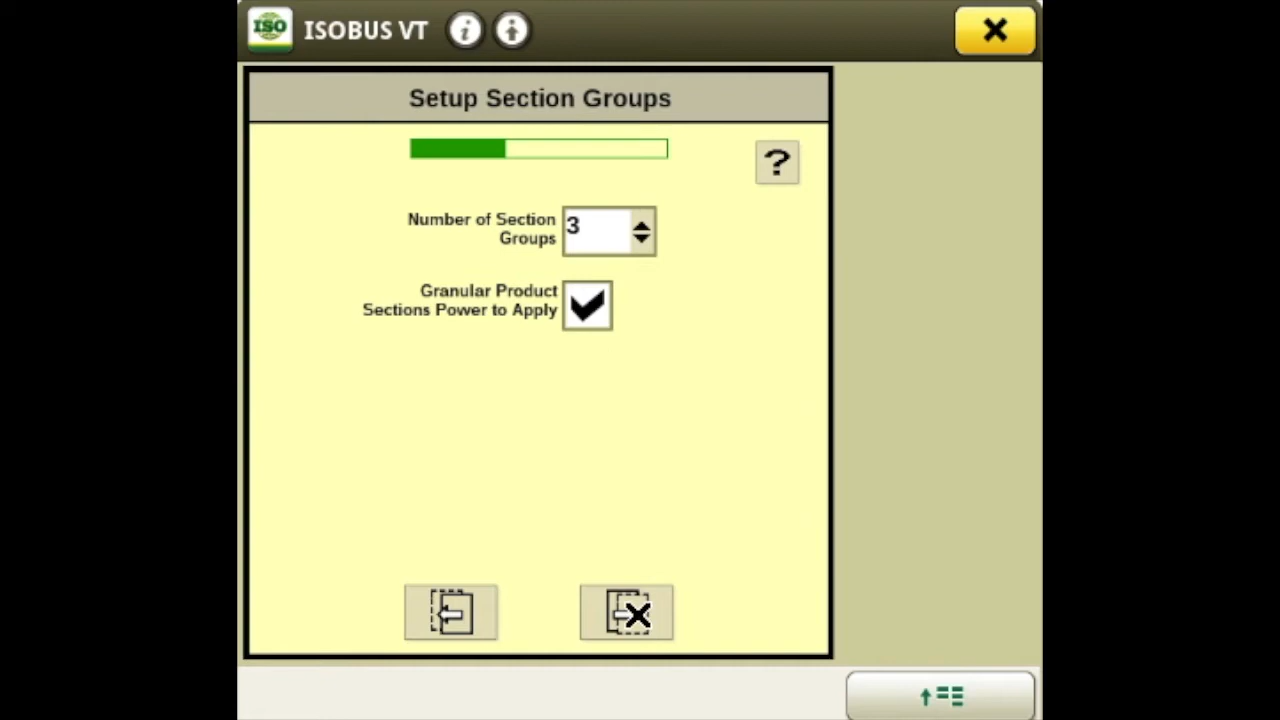 ISO
ISOBUS VT
Setup Section Groups
?
Number of Section
Groups
3
Granular Product
Sections Power to Apply